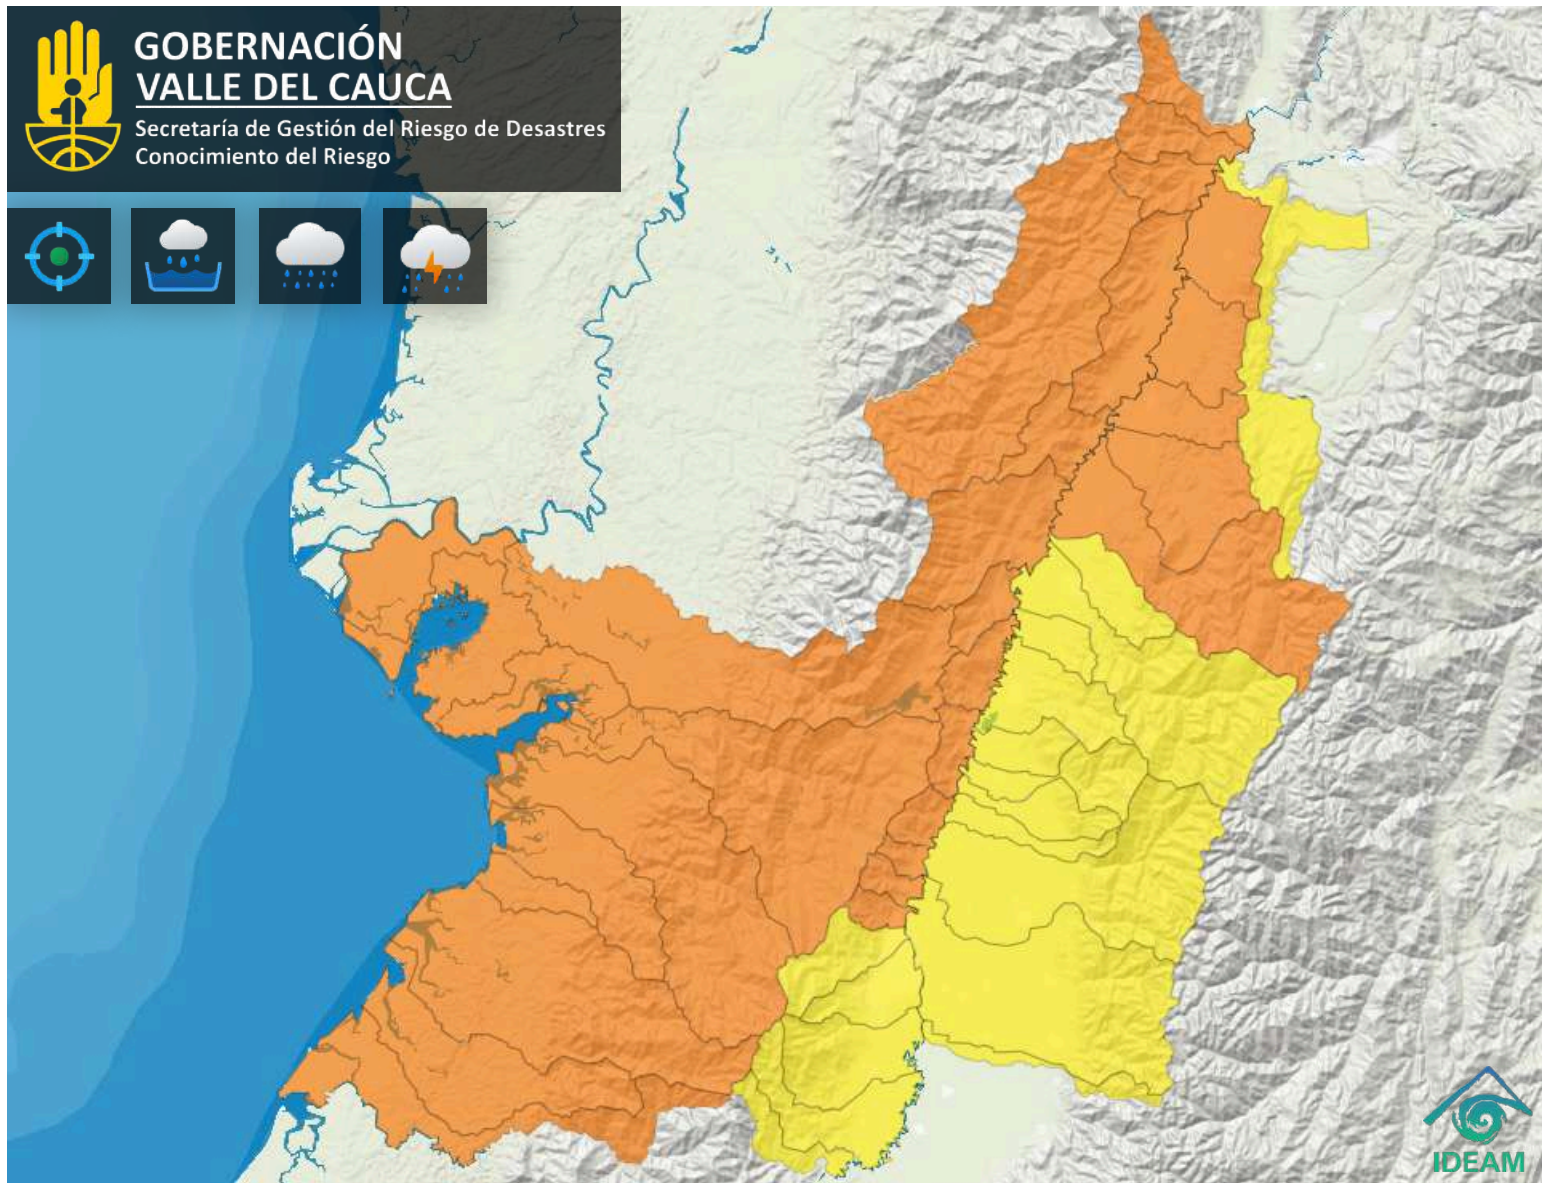 GOBERNACIÓN
VALLE DEL CAUCA
Secretaría de Gestión del Riesgo de Desastres
Conocimiento del Riesgo
IDEAM